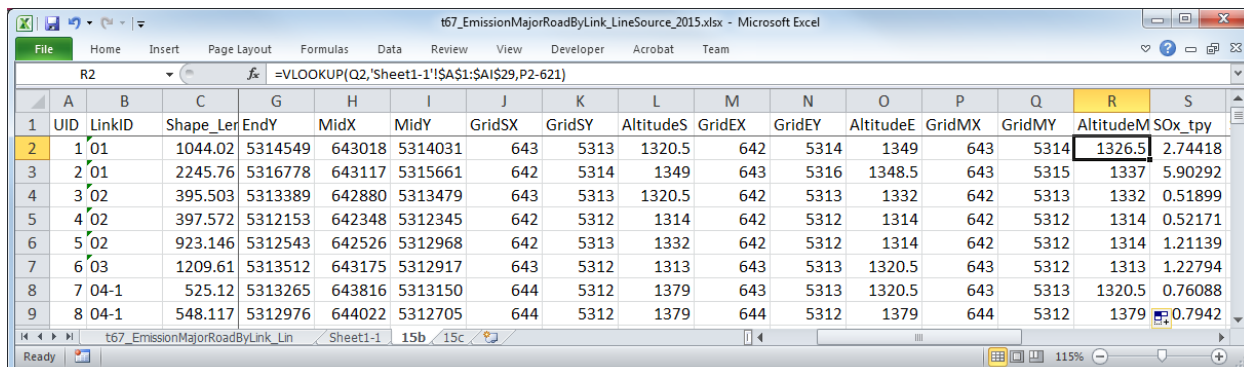 t67_EmissionMajorRoadByLink_LineSource_2015.xlsx - Microsoft Excel
File Home Insert Page Layout Formulas Data Review View Developer Acrobat Team
R2 fx =VLOOKUP(Q2,'Sheet1-1'!$A$1:$AI$29,P2-621)
A B C G H I J K L M N O P Q R S
1 UID LinkID Shape_Ler EndY MidX MidY GridSX GridSY AltitudeS GridEX GridEY AltitudeE GridMX GridMY AltitudeM SOx_tpy
2 1 01 1044.02 5314549 643018 5314031 643 5313 1320.5 642 5314 1349 643 5314 1326.5 2.74418
3 2 01 2245.76 5316778 643117 5315661 642 5314 1349 643 5316 1348.5 643 5315 1337 5.90292
4 3 02 395.503 5313389 642880 5313479 643 5313 1320.5 642 5313 1332 642 5313 1332 0.51899
5 4 02 397.572 5312153 642348 5312345 642 5312 1314 642 5312 1314 642 5312 1314 0.52171
6 5 02 923.146 5312543 642526 5312968 642 5313 1332 642 5312 1314 642 5312 1314 1.21139
7 6 03 1209.61 5313512 643175 5312917 643 5312 1313 643 5313 1320.5 643 5312 1313 1.22794
8 7 04-1 525.12 5313265 643816 5313150 644 5312 1379 643 5313 1320.5 643 5313 1320.5 0.76088
9 8 04-1 548.117 5312976 644022 5312705 644 5312 1379 644 5312 1379 644 5312 1379 0.7942
t67_EmissionMajorRoadByLink_Lin Sheet1-1 15b 15c
Ready 115%